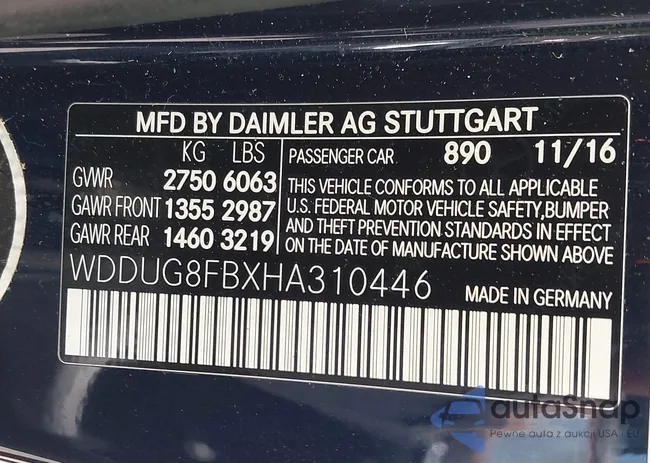 MFD BY DAIMLER AG STUTTGART
KG LBS PASSENGER CAR 890 11/16
GVWR 2750 6063 THIS VEHICLE CONFORMS TO ALL APPLICABLE
GAWR FRONT 1355 2987 U.S. FEDERAL MOTOR VEHICLE SAFETY,BUMPER
GAWR REAR 1460 3219 AND THEFT PREVENTION STANDARDS IN EFFECT
ON THE DATE OF MANUFACTURE SHOWN ABOVE
WDDUG8FBXHA310446 MADE IN GERMANY
autaSnap
Pewne auta z aukcji USA i EU